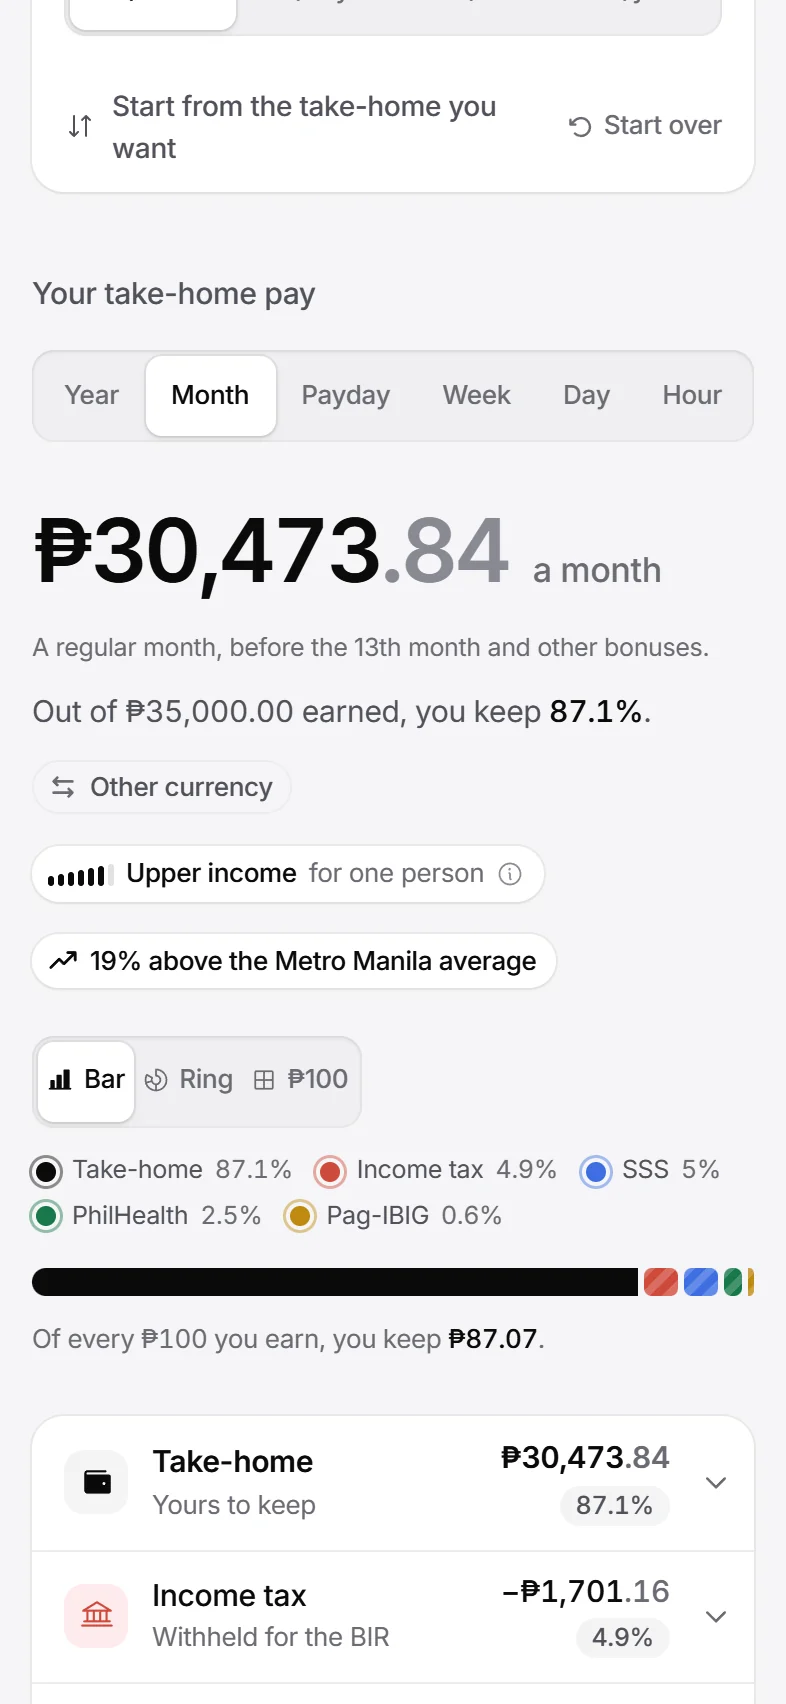 Start from the take-home you
want
Start over
Your take-home pay
Year Month Payday Week Day Hour
₱30,473.84 a month
A regular month, before the 13th month and other bonuses.
Out of ₱35,000.00 earned, you keep 87.1%.
Other currency
Upper income for one person
19% above the Metro Manila average
Bar Ring ₱100
Take-home 87.1% Income tax 4.9% SSS 5%
PhilHealth 2.5% Pag-IBIG 0.6%
Of every ₱100 you earn, you keep ₱87.07.
Take-home ₱30,473.84
Yours to keep 87.1%
Income tax −₱1,701.16
Withheld for the BIR 4.9%